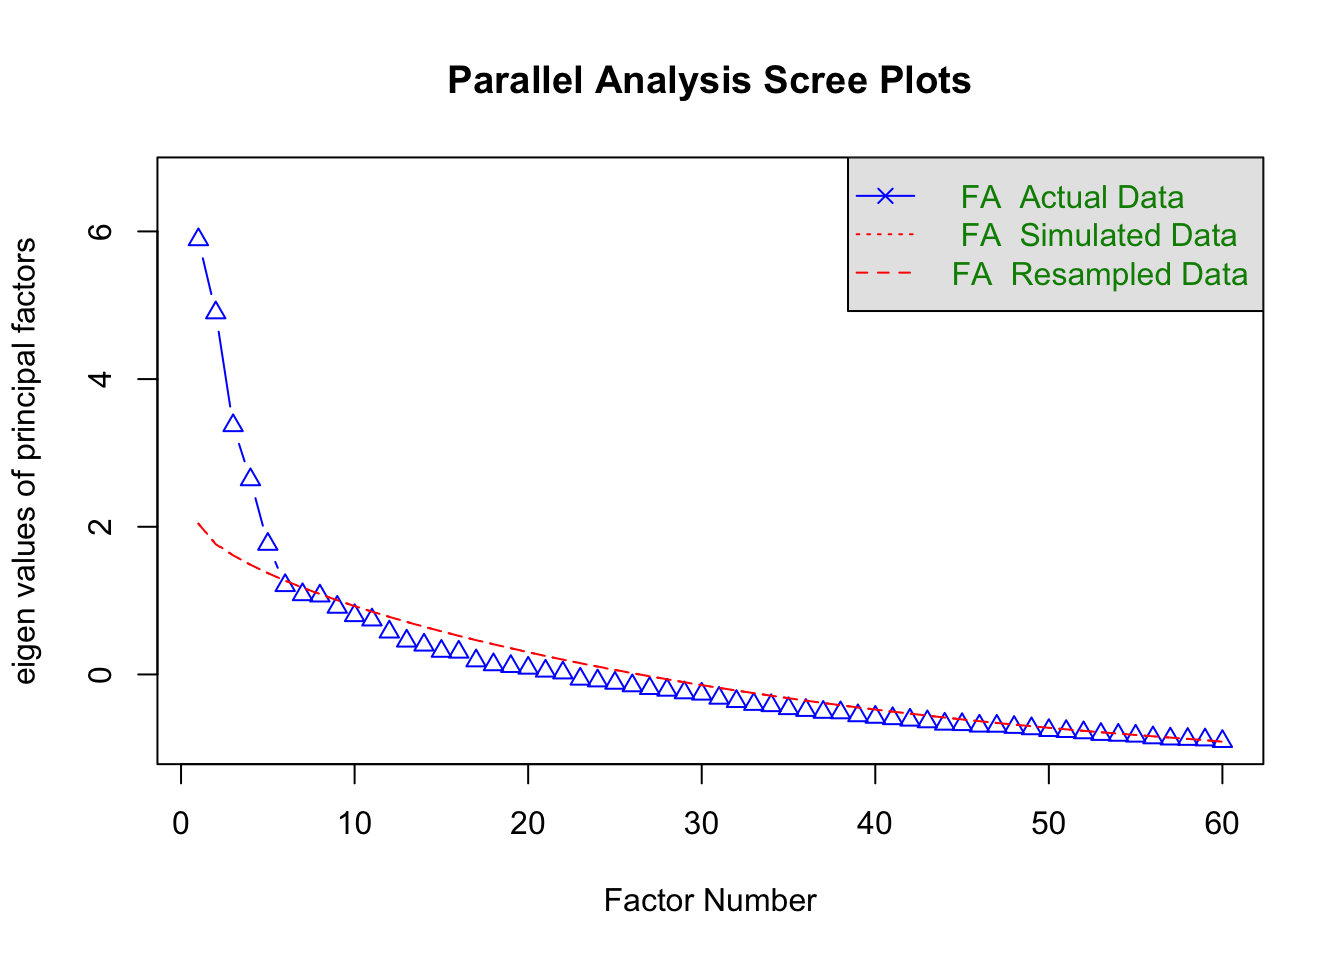 Parallel Analysis Scree Plots
FA Actual Data
FA Simulated Data
FA Resampled Data
eigen values of principal factors
6
4
2
0
0 10 20 30 40 50 60
Factor Number